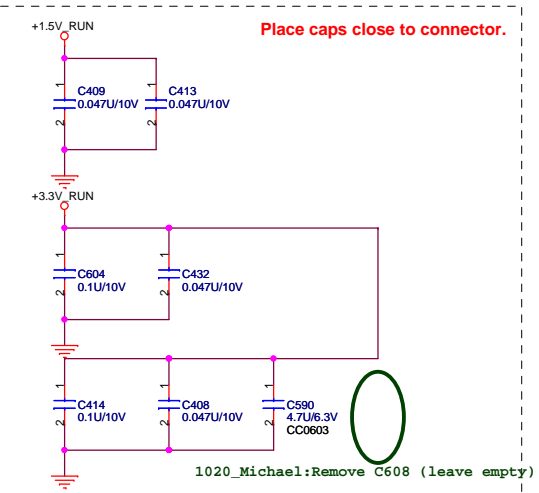 +1.5V_RUN
Place caps close to connector.
1
1
C409
0.047U/10V
C413
0.047U/10V
2
2
+3.3V_RUN
1
1
C604
0.1U/10V
C432
0.047U/10V
2
2
1
1
1
C414
0.1U/10V
C408
0.047U/10V
C590
4.7U/6.3V
CC0603
2
2
2
1020_Michael:Remove C608 (leave empty)